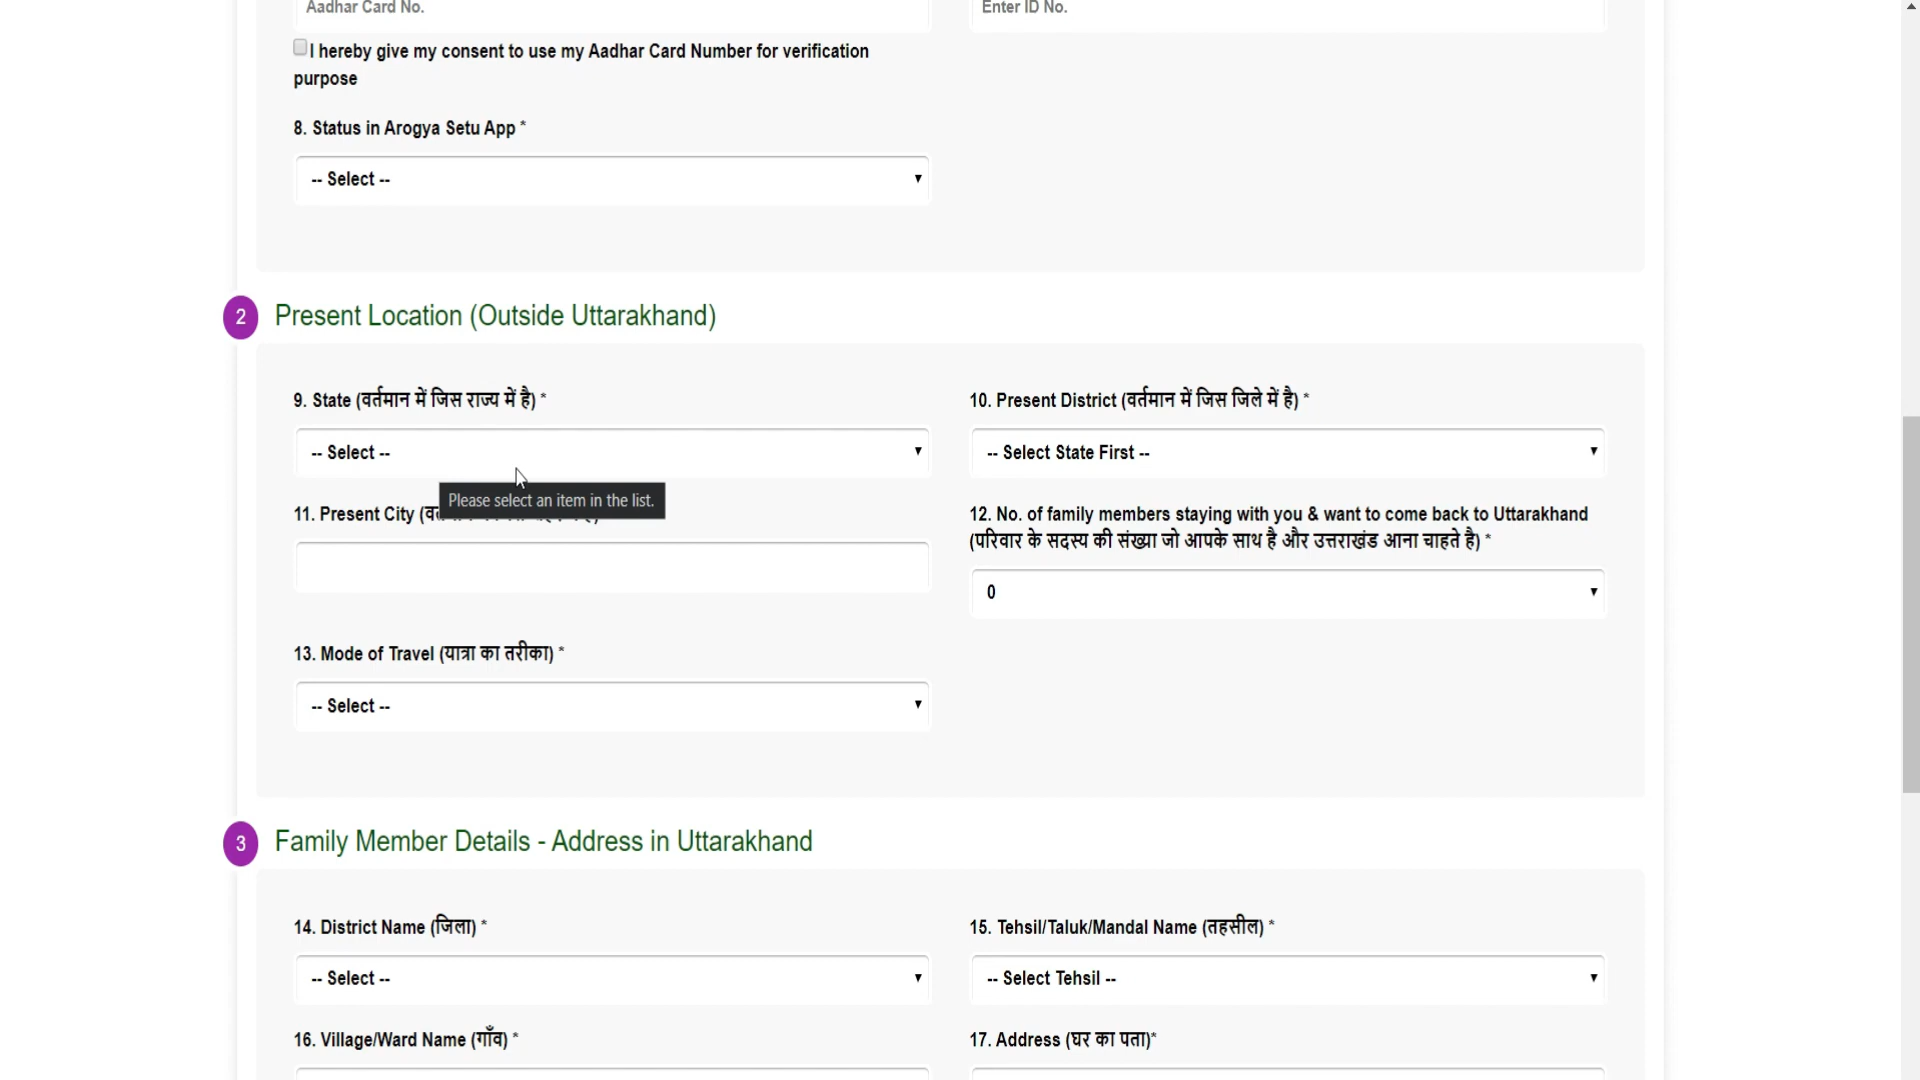 Aadhar Card No.
Enter ID No.
I hereby give my consent to use my Aadhar Card Number for verification
purpose
8. Status in Arogya Setu App *
-- Select --
2
Present Location (Outside Uttarakhand)
9. State (वर्तमान में जिस राज्य में है) *
10. Present District (वर्तमान में जिस जिले में है) *
-- Select --
-- Select State First --
Please select an item in the list.
11. Present City
12. No. of family members staying with you & want to come back to Uttarakhand
(परिवार के सदस्य की संख्या जो आपके साथ है और उत्तराखंड आना चाहते है) *
0
13. Mode of Travel (यात्रा का तरीका) *
-- Select --
3
Family Member Details - Address in Uttarakhand
14. District Name (जिला) *
15. Tehsil/Taluk/Mandal Name (तहसील) *
-- Select --
-- Select Tehsil --
16. Village/Ward Name (गाँव) *
17. Address (घर का पता)*